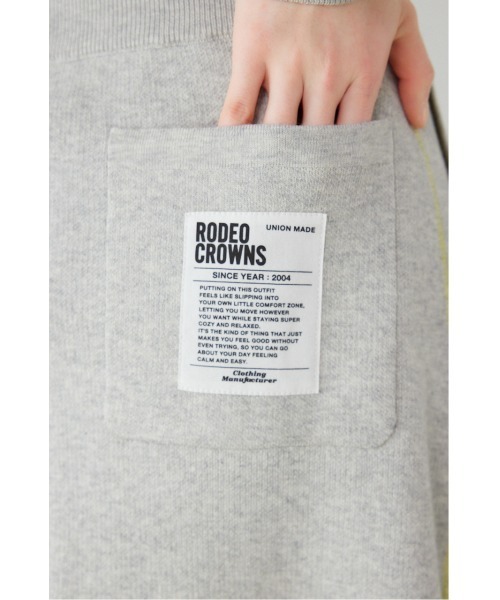 RODEO
CROWNS
UNION MADE
SINCE YEAR : 2004
PUTTING ON THIS OUTFIT
FEELS LIKE SLIPPING INTO
YOUR OWN LITTLE COMFORT ZONE,
LETTING YOU MOVE HOWEVER
YOU WANT WHILE STAYING SUPER
COZY AND RELAXED.
IT'S THE KIND OF THING THAT JUST
MAKES YOU FEEL GOOD WITHOUT
EVEN TRYING, SO YOU CAN GO
ABOUT YOUR DAY FEELING
CALM AND EASY.
Clothing
Manufacturer